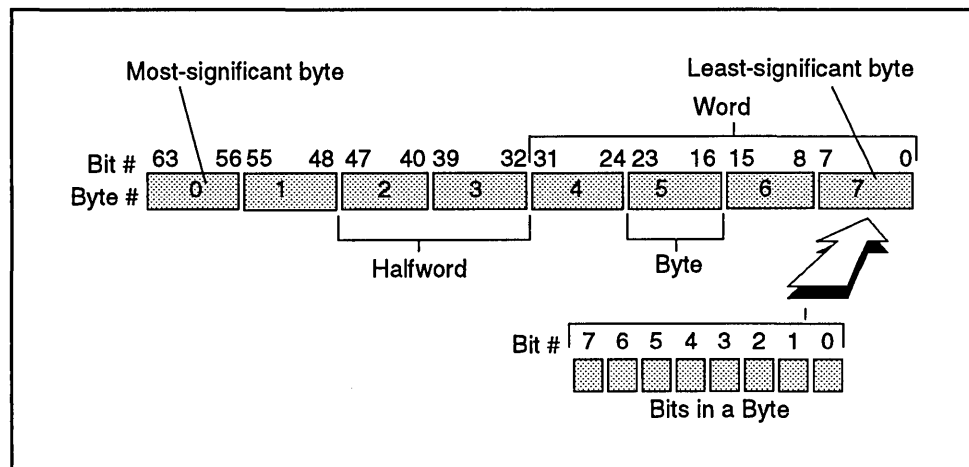 Most-significant byte
Least-significant byte
Word
Bit # 63 56 55 48 47 40 39 32 31 24 23 16 15 8 7 0
Byte # 0 1 2 3 4 5 6 7
Halfword
Byte
Bit # 7 6 5 4 3 2 1 0
Bits in a Byte